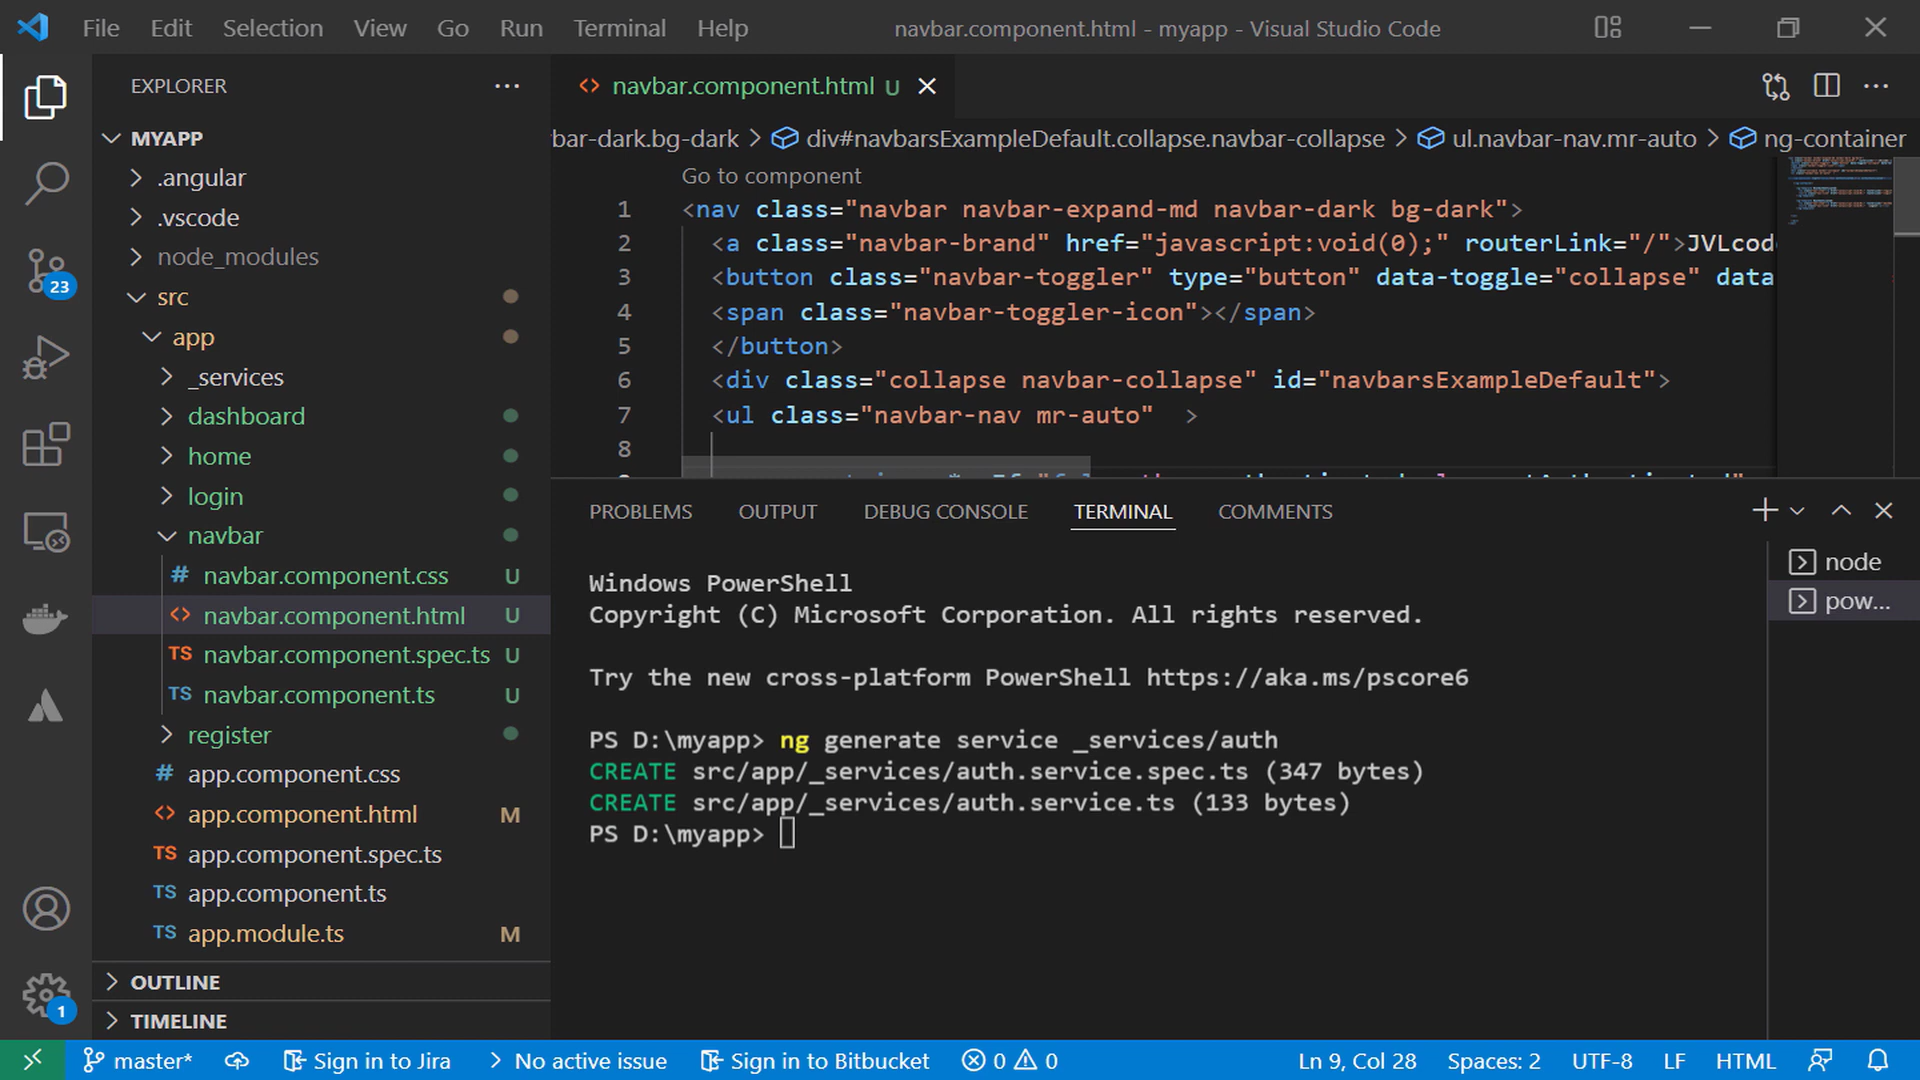 File Edit Selection View Go Run Terminal Help navbar.component.html - myapp - Visual Studio Code
EXPLORER
MYAPP
.angular
.vscode
node_modules
src
app
_services
dashboard
home
login
navbar
# navbar.component.css U
<> navbar.component.html U
TS navbar.component.spec.ts U
TS navbar.component.ts U
register
# app.component.css
<> app.component.html M
TS app.component.spec.ts
TS app.component.ts
TS app.module.ts M
OUTLINE
TIMELINE
23
1
<> navbar.component.html U
bar-dark.bg-dark > div#navbarsExampleDefault.collapse.navbar-collapse > ul.navbar-nav.mr-auto > ng-container
Go to component
1 <nav class="navbar navbar-expand-md navbar-dark bg-dark">
2 <a class="navbar-brand" href="javascript:void(0);" routerLink="/">JVLcod
3 <button class="navbar-toggler" type="button" data-toggle="collapse" data
4 <span class="navbar-toggler-icon"></span>
5 </button>
6 <div class="collapse navbar-collapse" id="navbarsExampleDefault">
7 <ul class="navbar-nav mr-auto" >
8
PROBLEMS OUTPUT DEBUG CONSOLE TERMINAL COMMENTS
node
pow...
Windows PowerShell
Copyright (C) Microsoft Corporation. All rights reserved.
Try the new cross-platform PowerShell https://aka.ms/pscore6
PS D:\myapp> ng generate service _services/auth
CREATE src/app/_services/auth.service.spec.ts (347 bytes)
CREATE src/app/_services/auth.service.ts (133 bytes)
PS D:\myapp>
master* Sign in to Jira No active issue Sign in to Bitbucket 0 0 Ln 9, Col 28 Spaces: 2 UTF-8 LF HTML